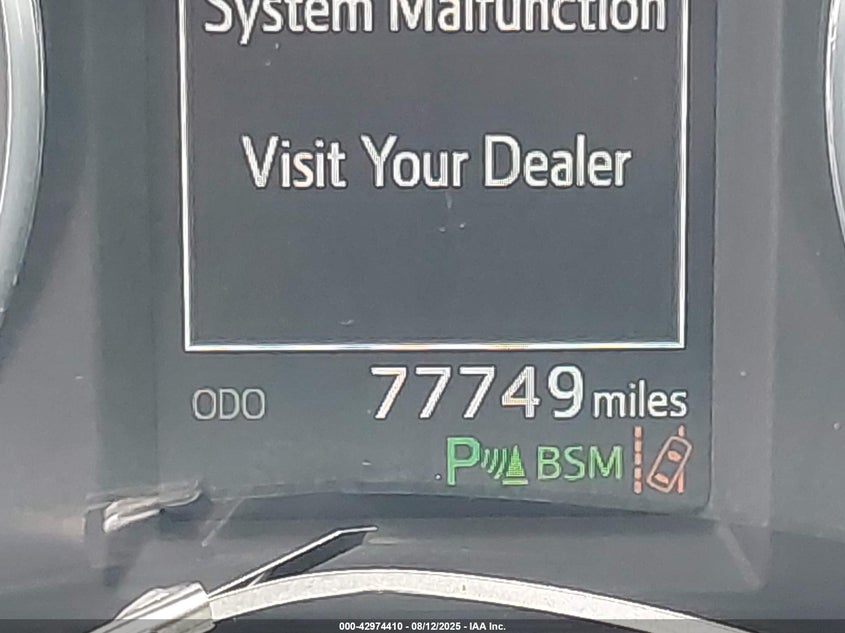 System Malfunction
Visit Your Dealer
ODO 77749 miles
P BSM
000-42974410 - 08/12/2025 - IAA Inc.